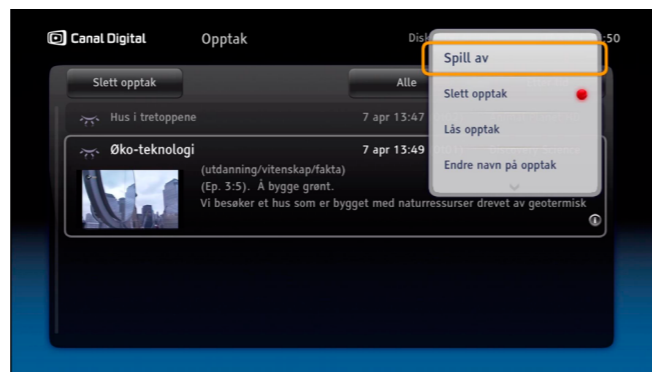 Canal Digital
Opptak
Disk
:50
Slett opptak
Alle
Hus i tretoppene
7 apr 13:47
Øko-teknologi
7 apr 13:49
(utdanning/vitenskap/fakta)
(Ep. 3:5). Å bygge grønt.
Vi besøker et hus som er bygget med naturressurser drevet av geotermisk
Spill av
Slett opptak
Lås opptak
Endre navn på opptak